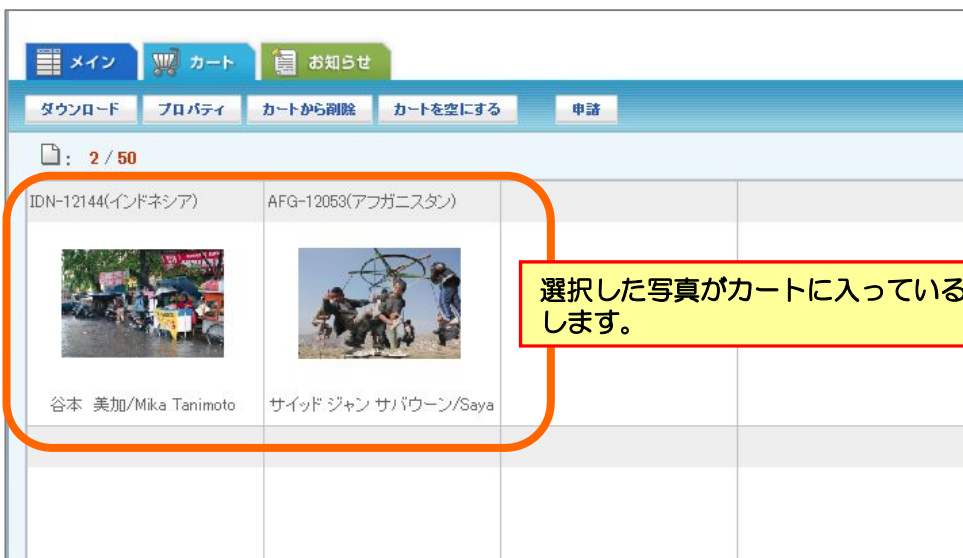 メイン カート お知らせ
ダウンロード プロパティ カートから削除 カートを空にする 申請
: 2 / 50
IDN-12144(インドネシア) AFG-12053(アフガニスタン)
選択した写真がカートに入っている
します。
谷本 美加/Mika Tanimoto サイッド ジャン サバウーン/Saya